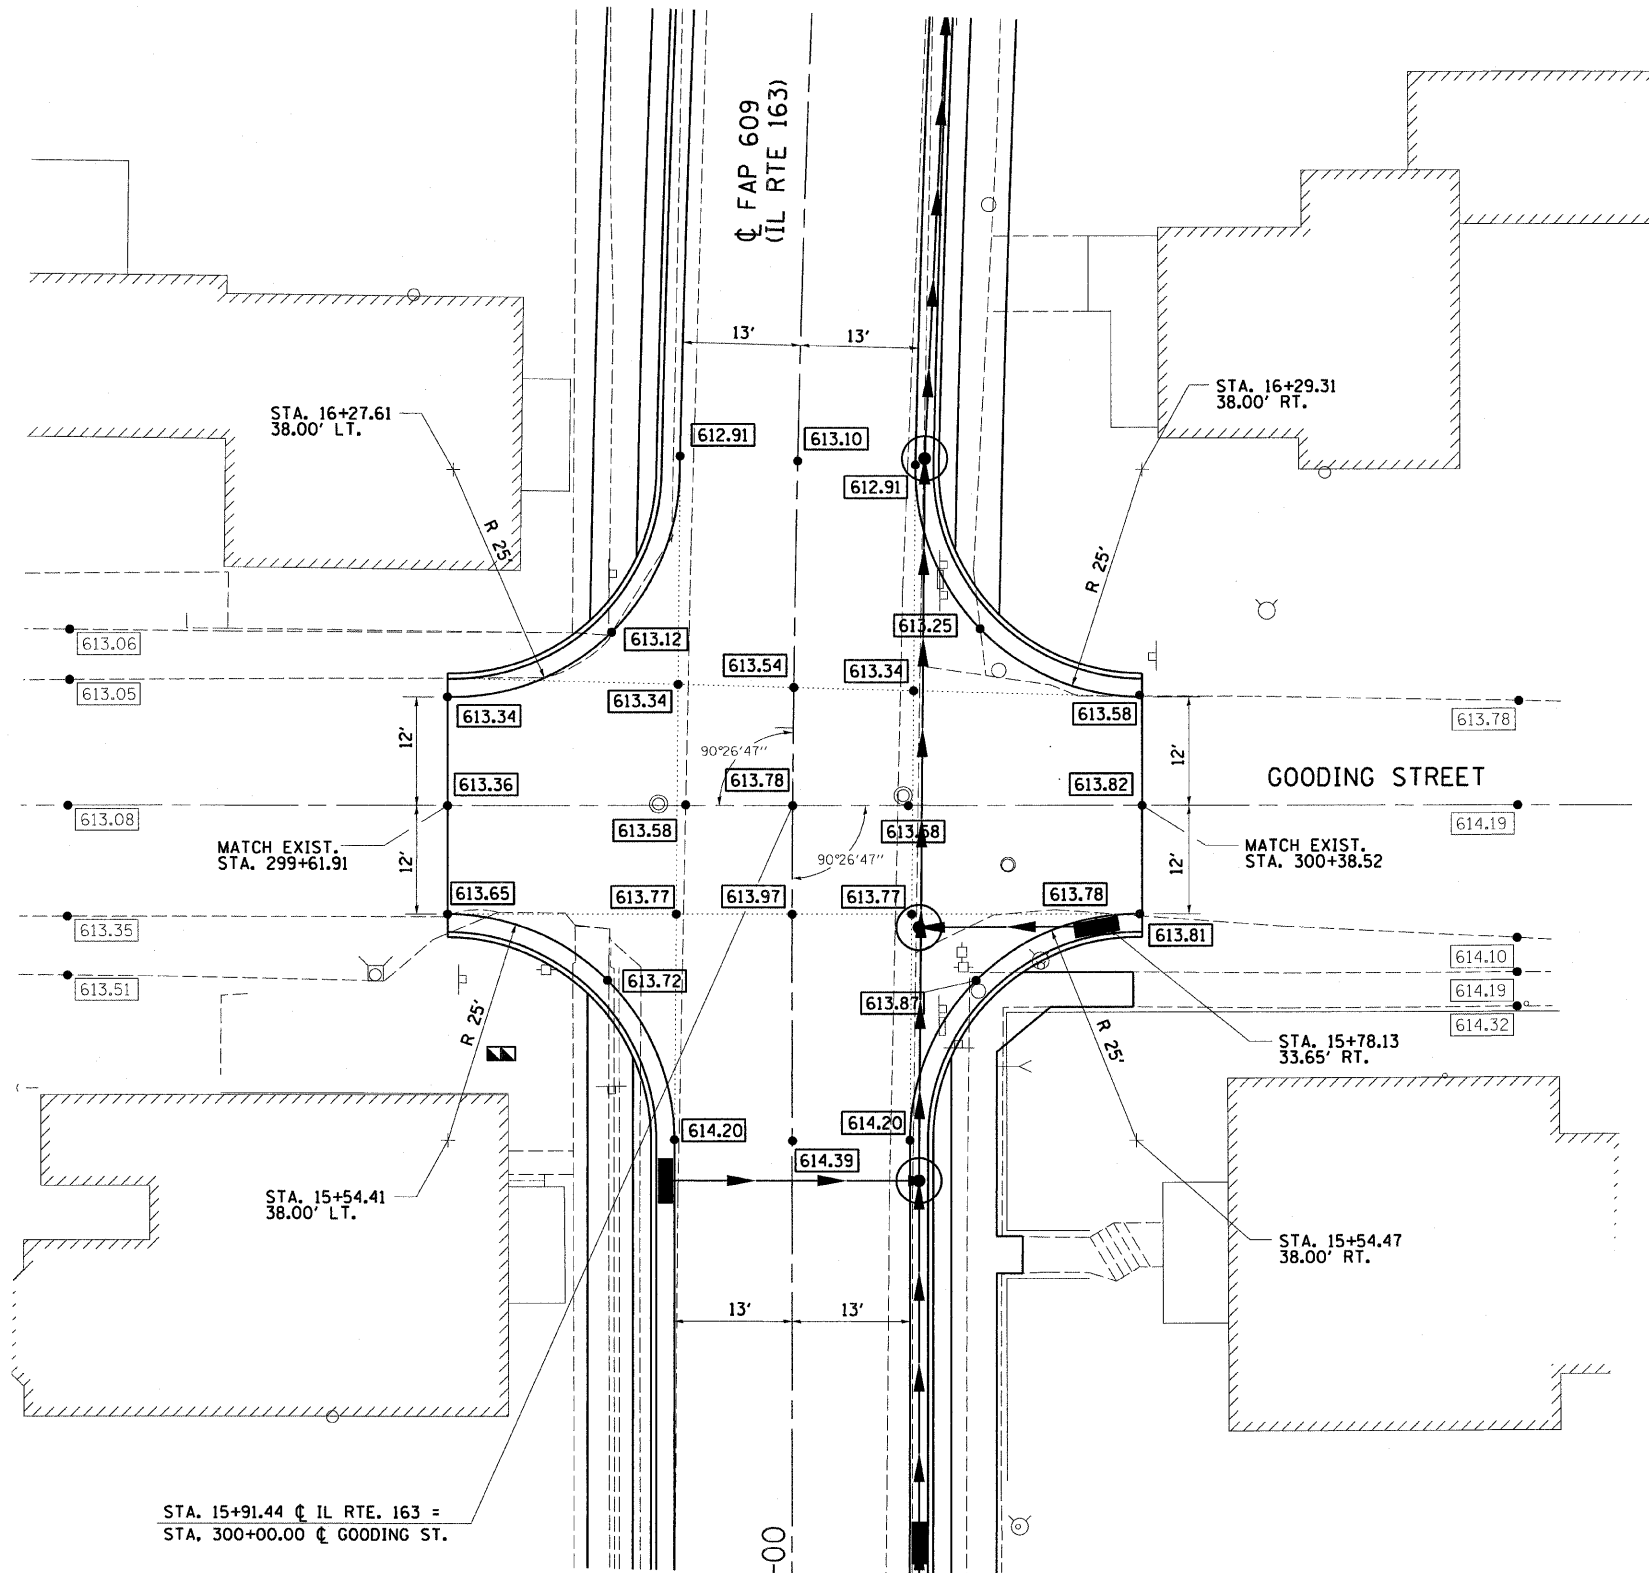 ℄ FAP 609
(IL RTE 163)
13'
13'
STA. 16+27.61
38.00' LT.
STA. 16+29.31
38.00' RT.
612.91
613.10
612.91
R 25'
R 25'
613.06
613.12
613.25
613.05
613.54
613.34
613.34
613.34
613.58
613.78
12'
12'
90°26'47"
613.36
613.78
613.82
GOODING STREET
613.08
613.58
613.58
614.19
MATCH EXIST.
STA. 299+61.91
90°26'47"
MATCH EXIST.
STA. 300+38.52
12'
12'
613.65
613.77
613.97
613.77
613.78
613.35
613.81
614.10
613.51
613.72
613.87
614.19
614.32
R 25'
R 25'
STA. 15+78.13
33.65' RT.
614.20
614.20
614.39
STA. 15+54.41
38.00' LT.
STA. 15+54.47
38.00' RT.
13'
13'
STA. 15+91.44 ℄ IL RTE. 163 =
STA. 300+00.00 ℄ GOODING ST.
-00